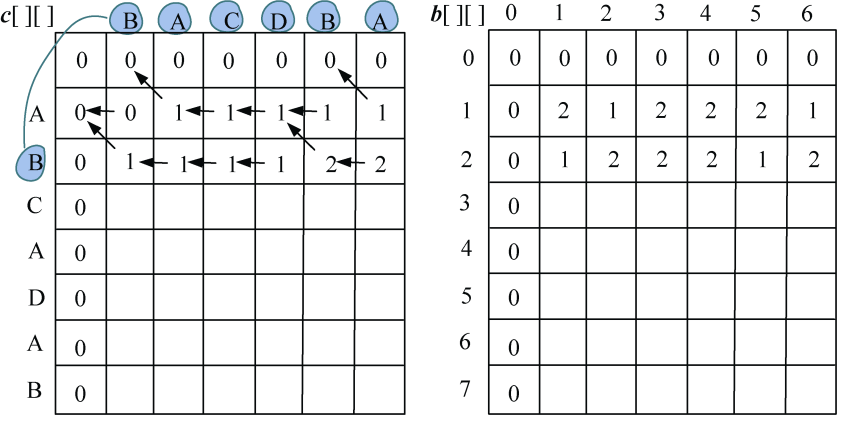 c[ ][ ] B A C D B A
0 0 0 0 0 0 0
A 0 0 1 1 1 1 1
B 0 1 1 1 1 2 2
C 0
A 0
D 0
A 0
B 0
b[ ][ ] 0 1 2 3 4 5 6
0 0 0 0 0 0 0 0
1 0 2 1 2 2 2 1
2 0 1 2 2 2 1 2
3 0
4 0
5 0
6 0
7 0